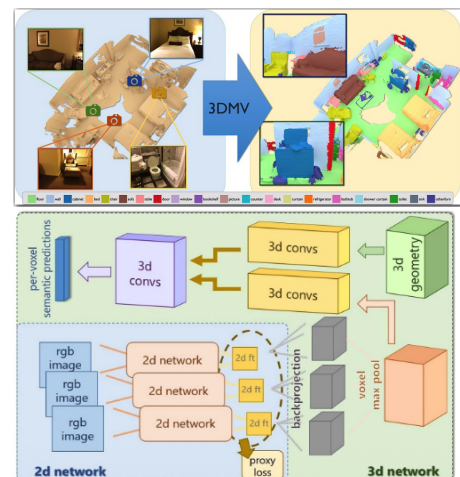 3DMV
floor wall cabinet bed chair sofa table door window bookshelf picture counter desk curtain refrigerator bathtub shower curtain toilet sink otherfurn
per-voxel
semantic predictions
3d
convs
3d convs
3d convs
3d
geometry
rgb
image
rgb
image
rgb
image
2d network
2d network
2d network
2d ft
2d ft
2d ft
backprojection
voxel
max pool
proxy
loss
2d network
3d network